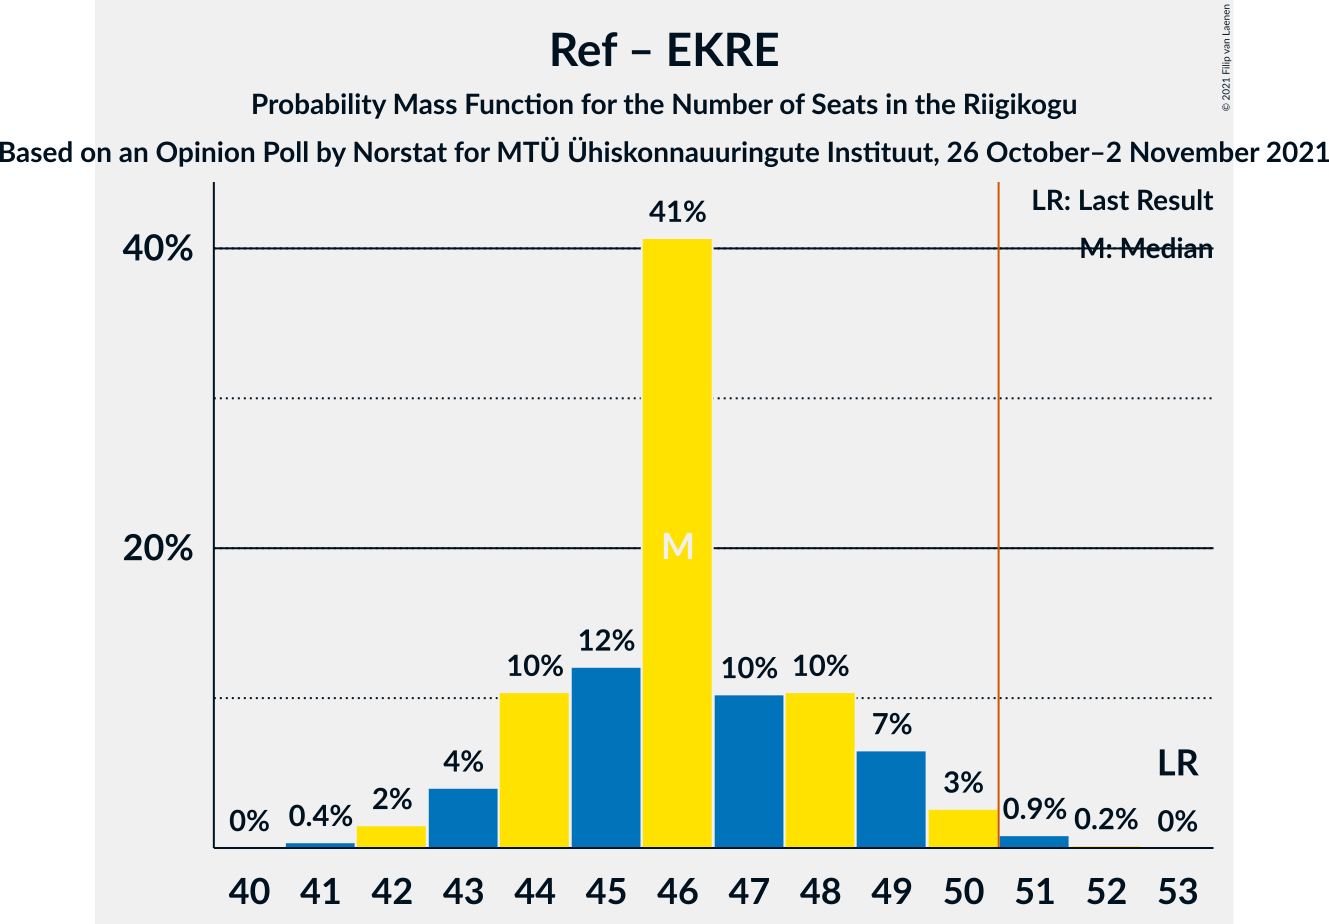 Ref – EKRE
Probability Mass Function for the Number of Seats in the Riigikogu
Based on an Opinion Poll by Norstat for MTÜ Ühiskonnauuringute Instituut, 26 October–2 November 2021
© 2021 Filip van Laenen
LR: Last Result
M: Median
40%
20%
0%
0.4%
2%
4%
10%
12%
41%
M
10%
10%
7%
3%
0.9%
0.2%
0%
LR
40 41 42 43 44 45 46 47 48 49 50 51 52 53